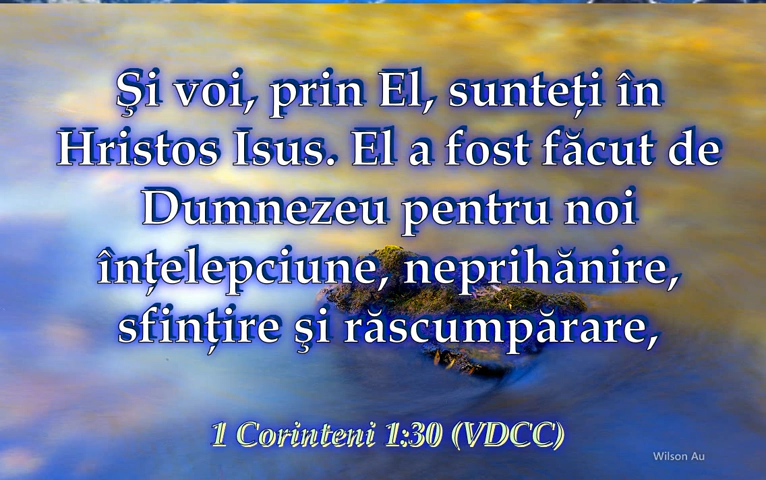 Şi voi, prin El, sunteţi în
Hristos Isus. El a fost făcut de
Dumnezeu pentru noi
înţelepciune, neprihănire,
sfinţire şi răscumpărare,
1 Corinteni 1:30 (VDCC)
Wilson Au